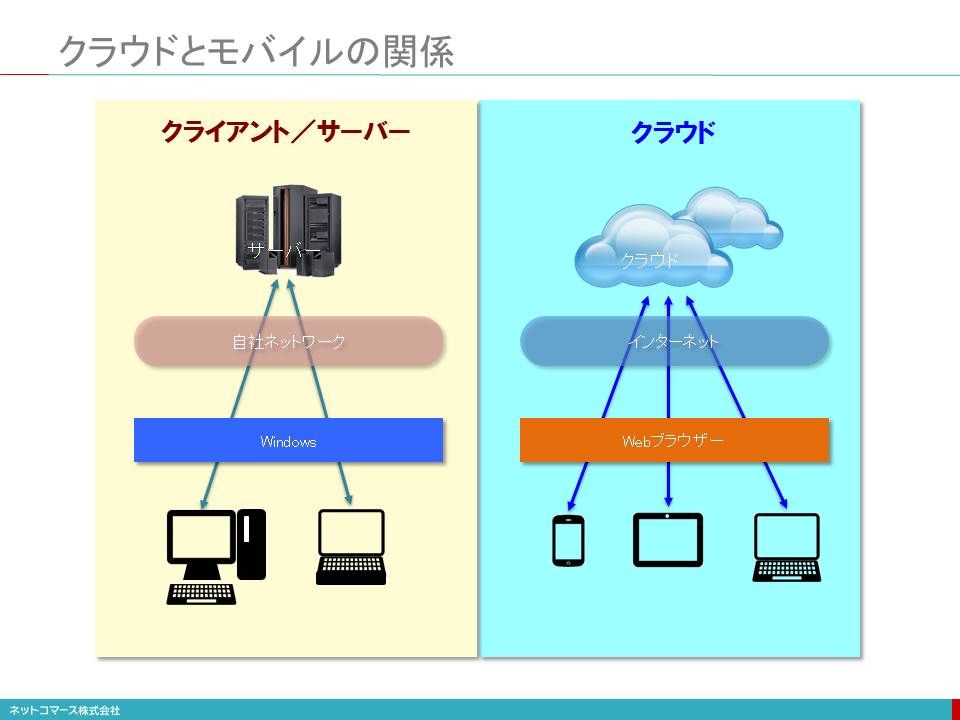 クラウドとモバイルの関係
クライアント／サーバー
サーバー
自社ネットワーク
Windows
クラウド
クラウド
インターネット
Webブラウザー
ネットコマース株式会社